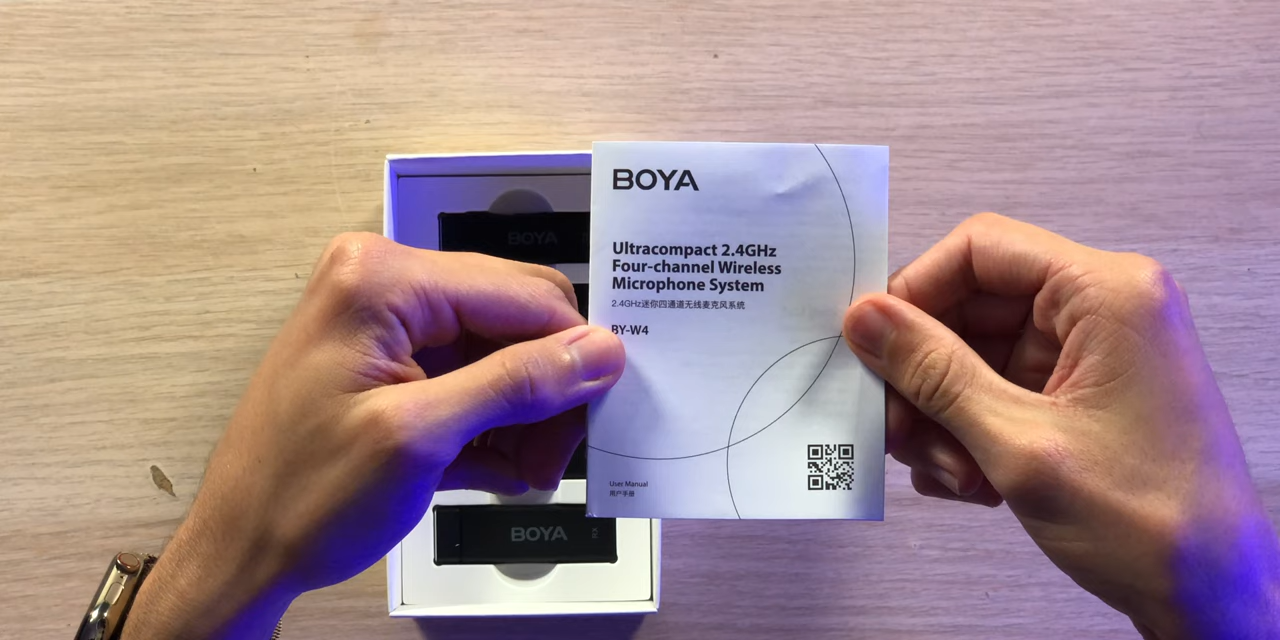 BOYA
Ultracompact 2.4GHz
Four-channel Wireless
Microphone System
2.4GHz迷你四通道无线麦克风系统
BY-W4
User Manual
用户手册
BOYA
BOYA